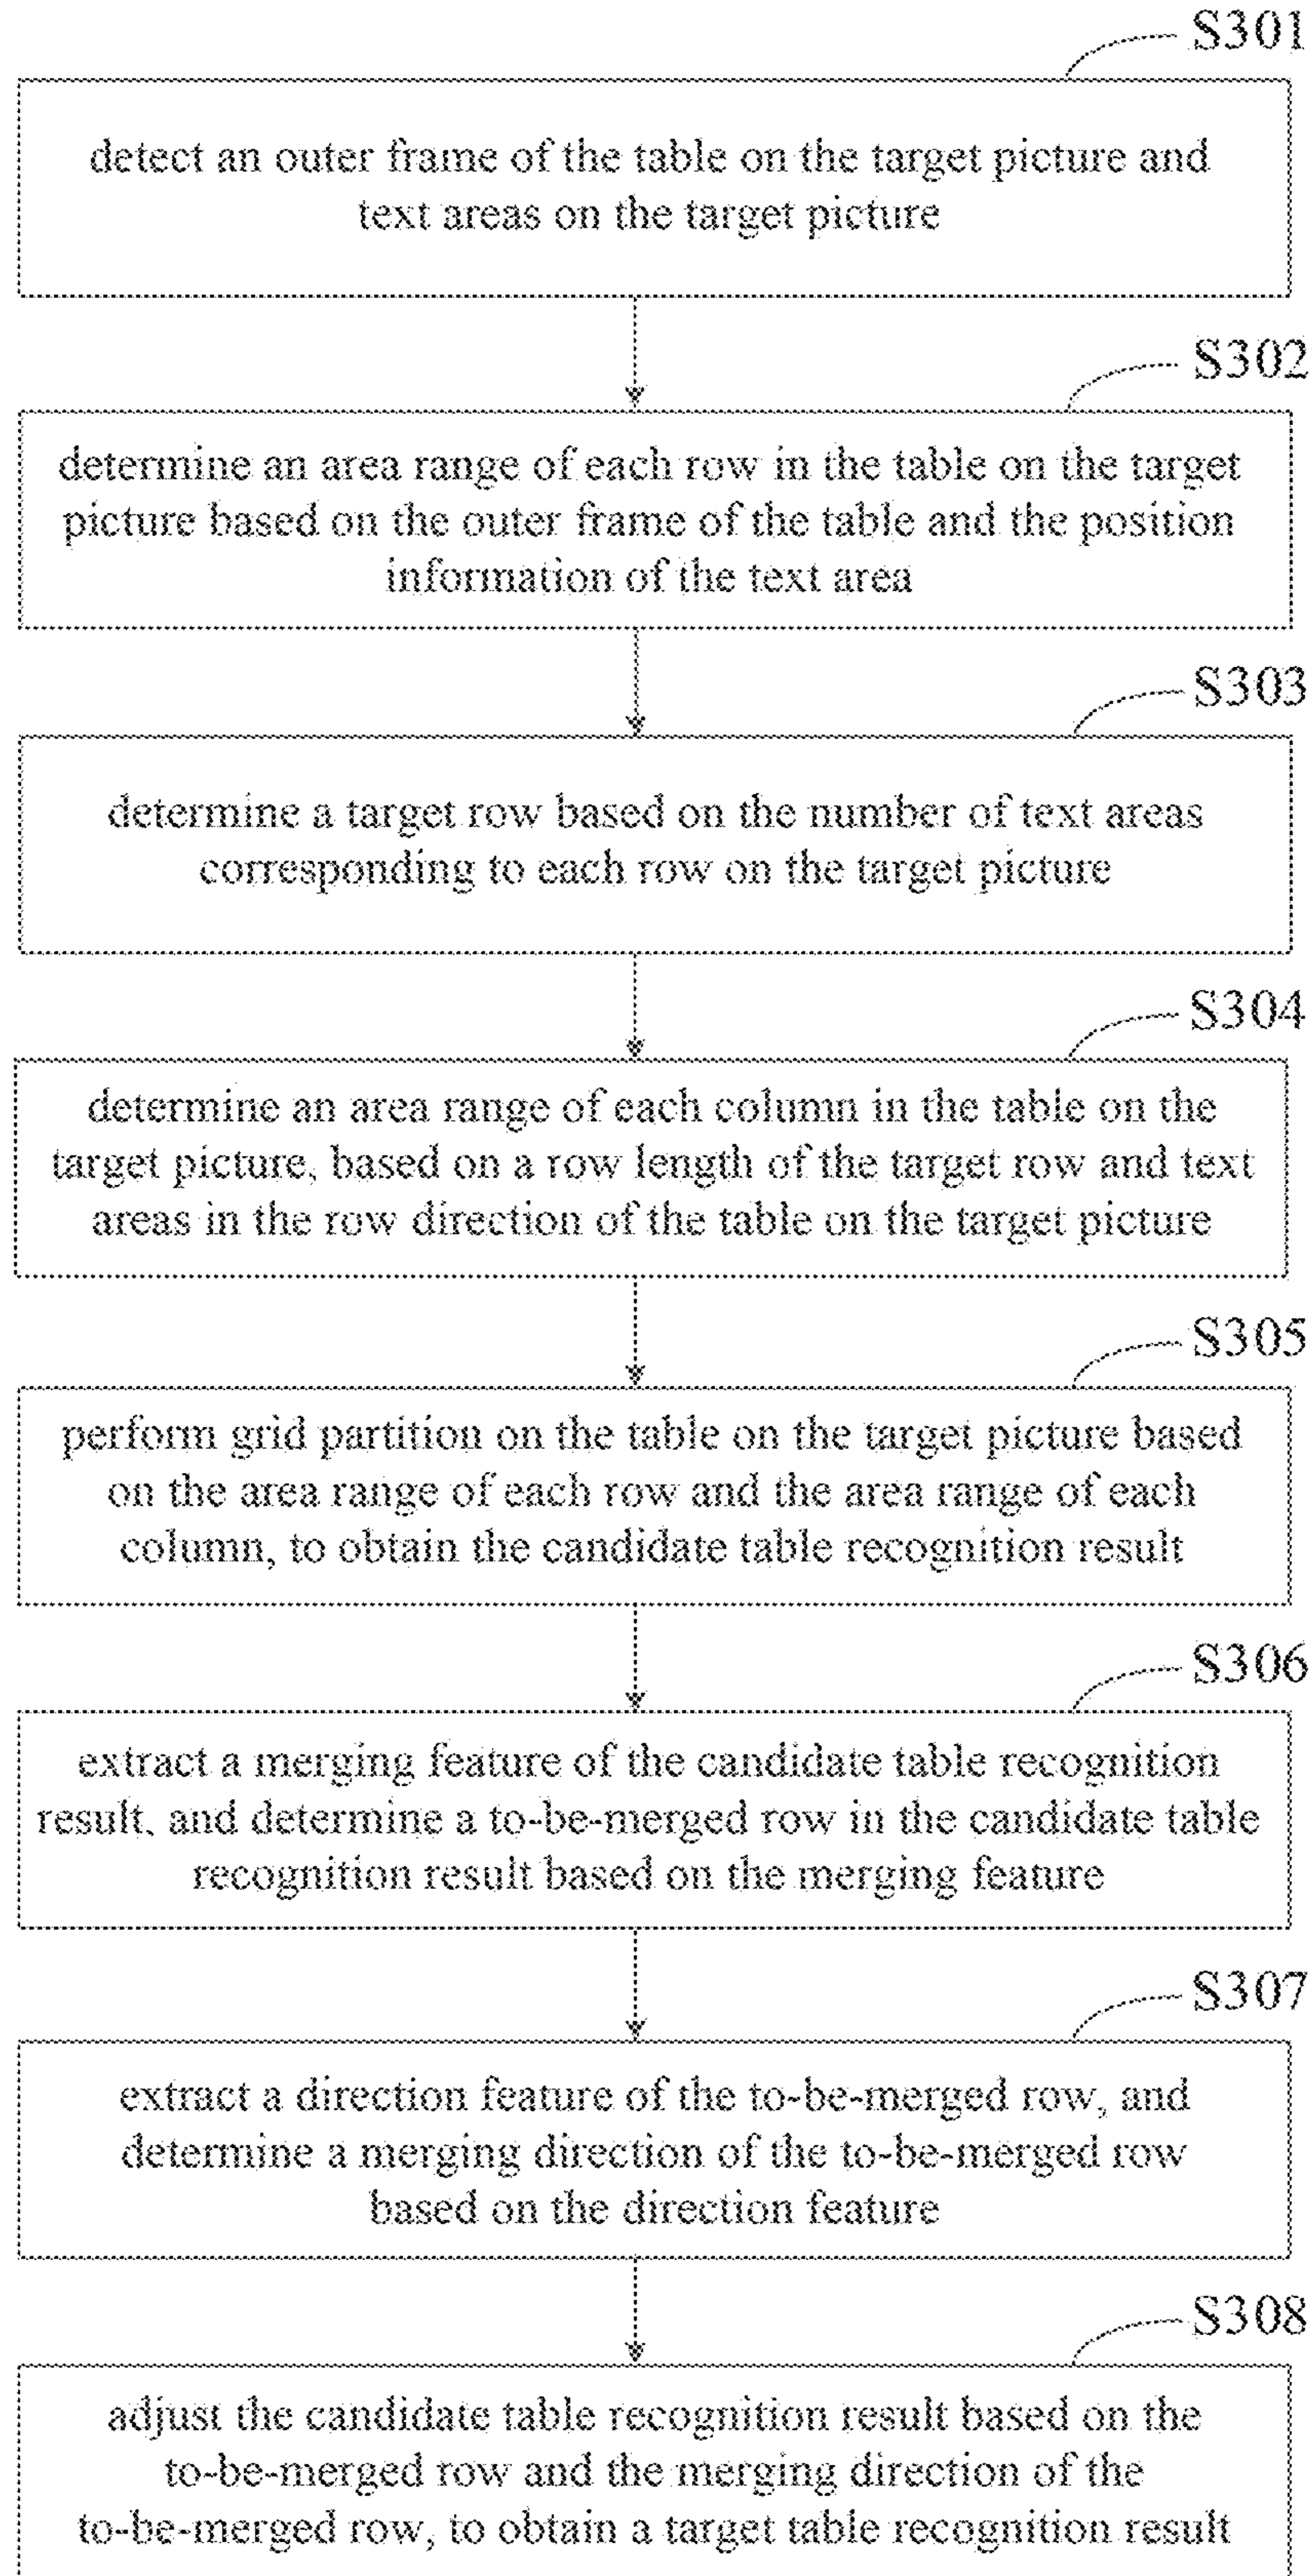 S301
detect an outer frame of the table on the target picture and
text areas on the target picture
S302
determine an area range of each row in the table on the target
picture based on the outer frame of the table and the position
information of the text area
S303
determine a target row based on the number of text areas
corresponding to each row on the target picture
S304
determine an area range of each column in the table on the
target picture, based on a row length of the target row and text
areas in the row direction of the table on the target picture
S305
perform grid partition on the table on the target picture based
on the area range of each row and the area range of each
column, to obtain the candidate table recognition result
S306
extract a merging feature of the candidate table recognition
result, and determine a to-be-merged row in the candidate table
recognition result based on the merging feature
S307
extract a direction feature of the to-be-merged row, and
determine a merging direction of the to-be-merged row
based on the direction feature
S308
adjust the candidate table recognition result based on the
to-be-merged row and the merging direction of the
to-be-merged row, to obtain a target table recognition result